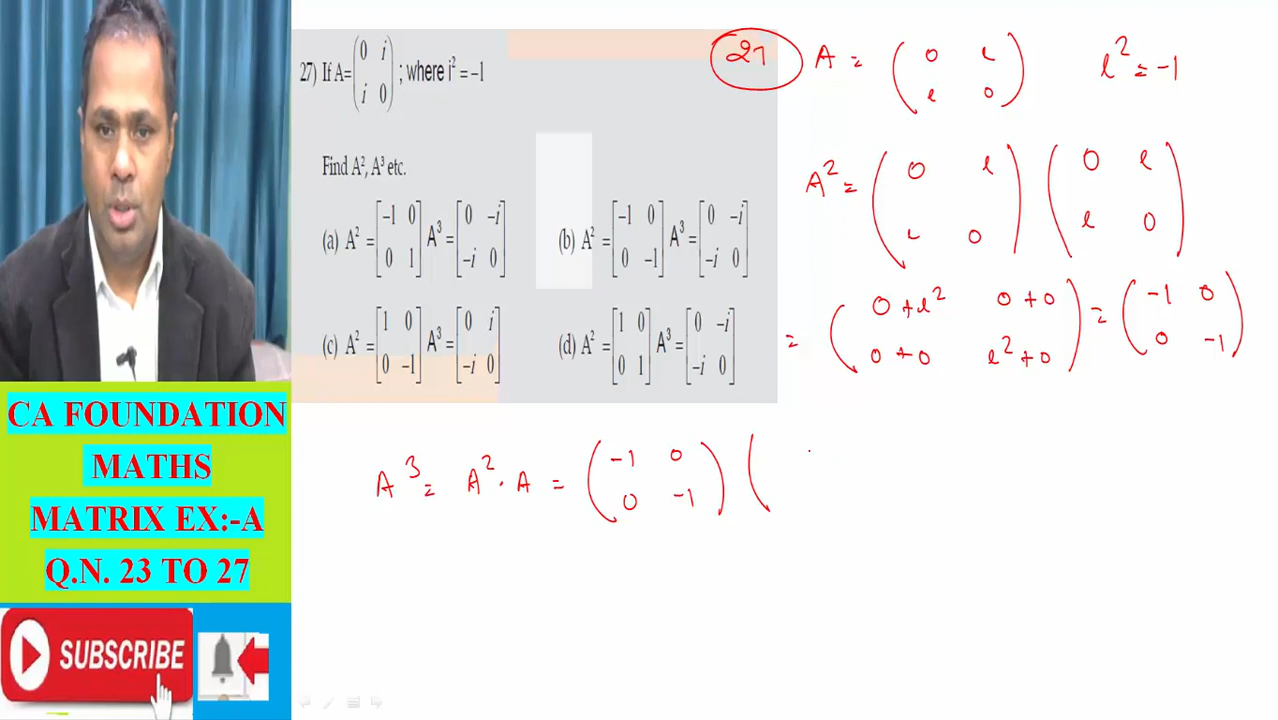 27) If A= ( 0 i ; i 0 ) ; where i² = −1
Find A², A³ etc.
(a) A² = [ −1 0 ; 0 1 ] A³ = [ 0 −i ; −i 0 ]
(b) A² = [ −1 0 ; 0 −1 ] A³ = [ 0 −i ; −i 0 ]
(c) A² = [ 1 0 ; 0 −1 ] A³ = [ 0 i ; −i 0 ]
(d) A² = [ 1 0 ; 0 1 ] A³ = [ 0 −i ; −i 0 ]
27 A = ( 0 i ; i 0 ) i² = -1
A² = ( 0 i ; i 0 ) ( 0 i ; i 0 )
= ( 0+i² 0+0 ; 0+0 i²+0 ) = ( -1 0 ; 0 -1 )
A³ = A² . A = ( -1 0 ; 0 -1 ) (
CA FOUNDATION
MATHS
MATRIX EX:-A
Q.N. 23 TO 27
SUBSCRIBE